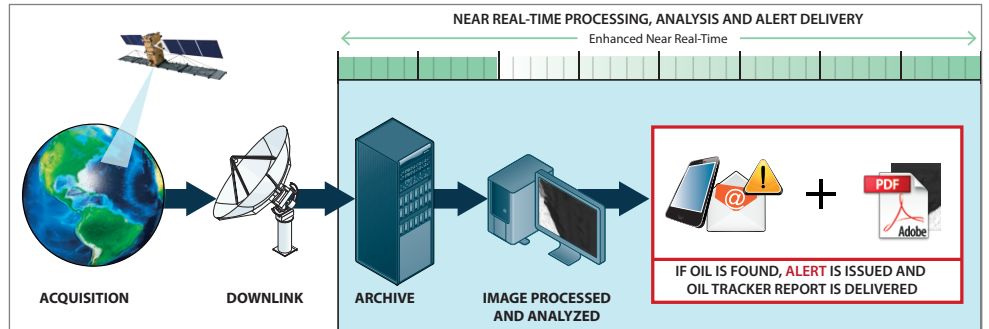 NEAR REAL-TIME PROCESSING, ANALYSIS AND ALERT DELIVERY
Enhanced Near Real-Time
@
!
+
PDF
Adobe
IF OIL IS FOUND, ALERT IS ISSUED AND
OIL TRACKER REPORT IS DELIVERED
ACQUISITION
DOWNLINK
ARCHIVE
IMAGE PROCESSED
AND ANALYZED